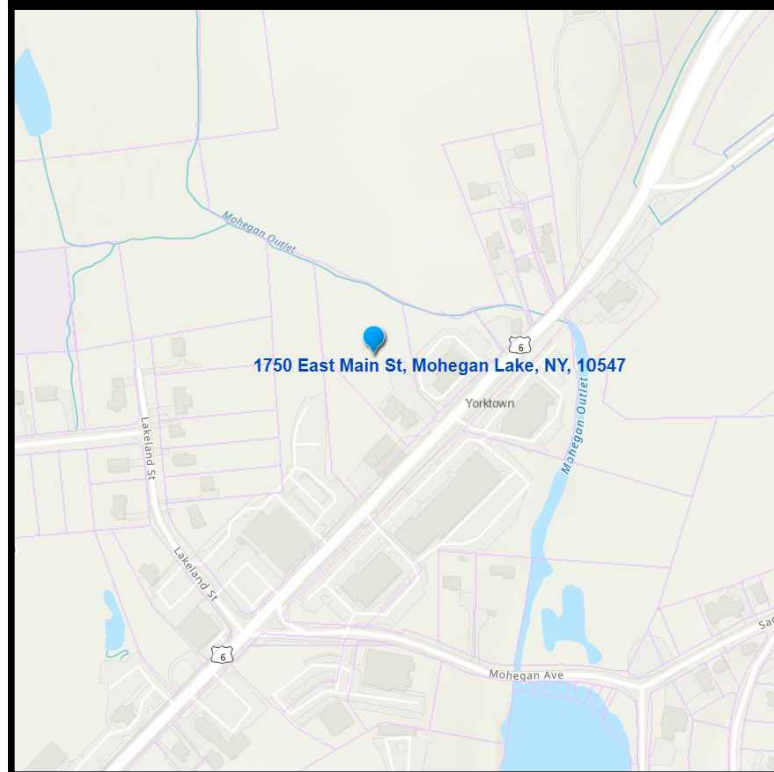 Mohegan Outlet
6
1750 East Main St, Mohegan Lake, NY, 10547
Yorktown
Mohegan Outlet
Lakeland St
Lakeland St
6
Mohegan Ave